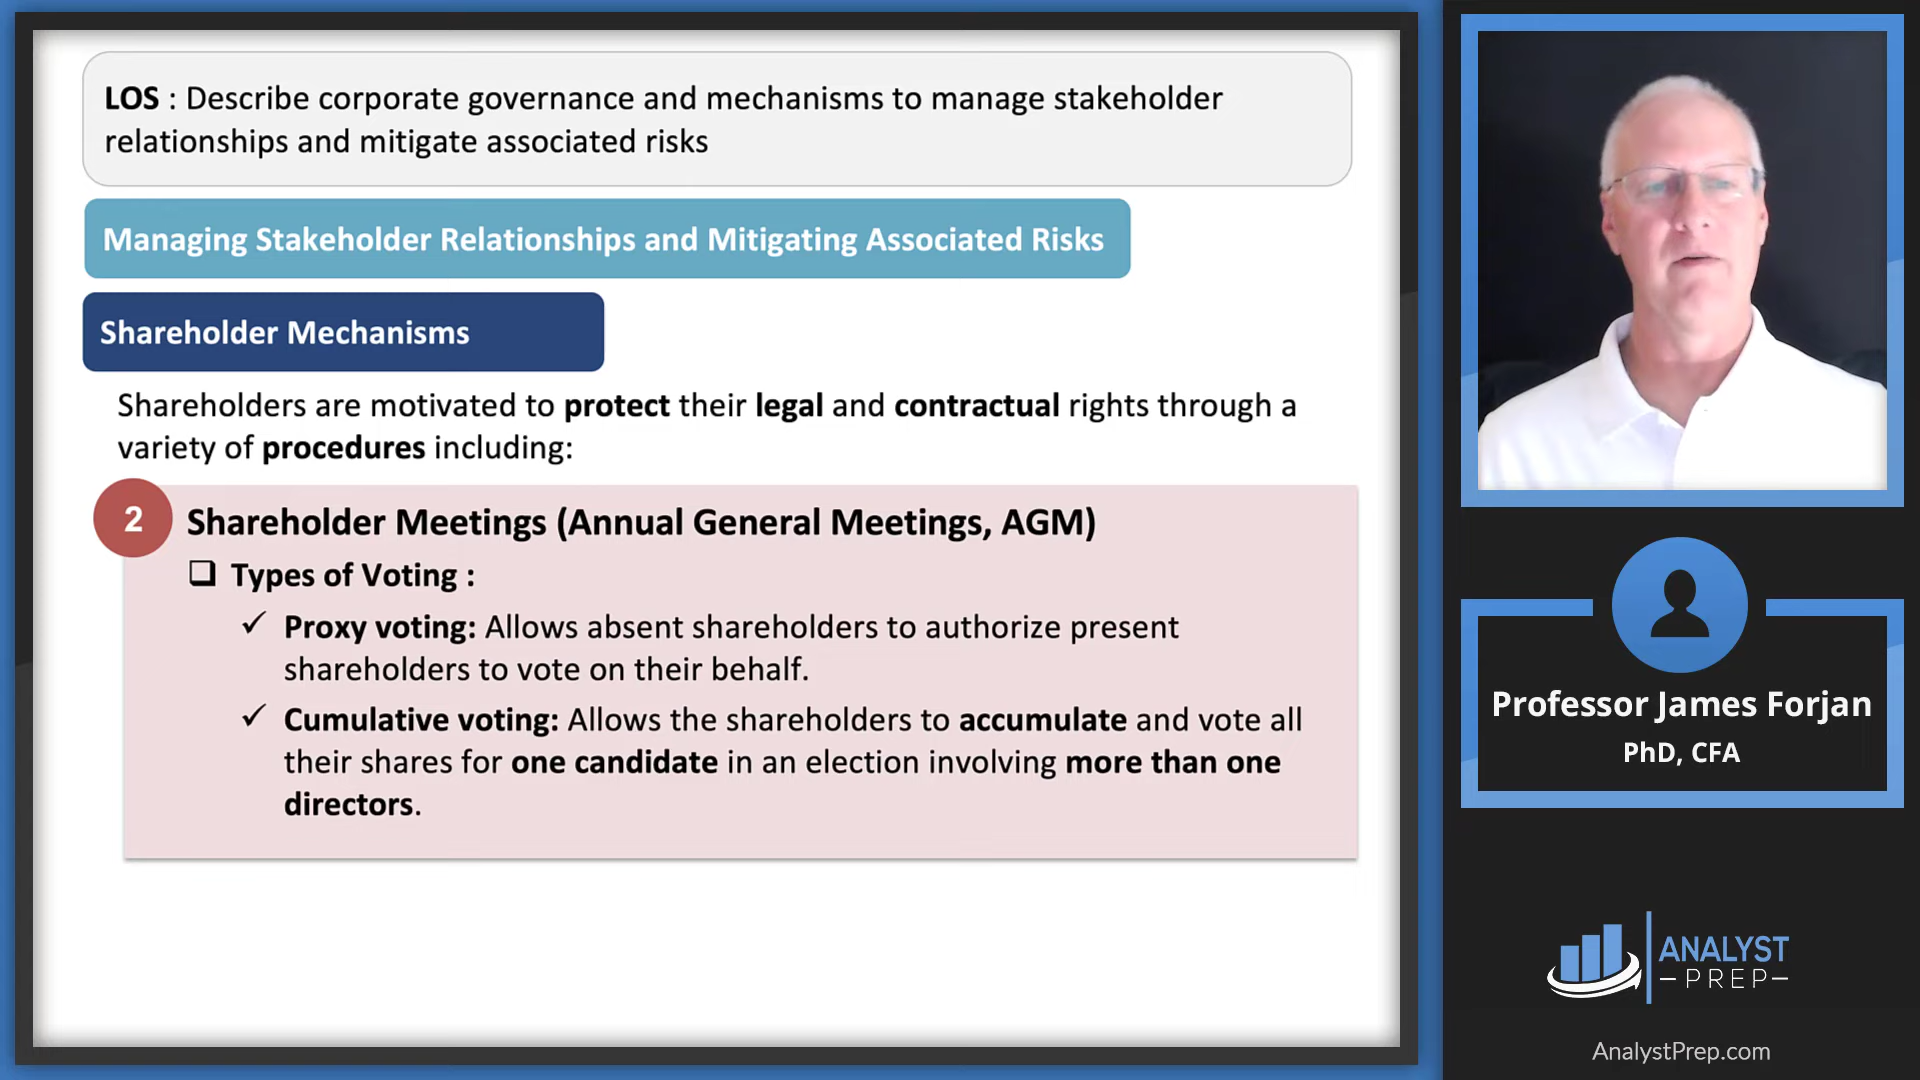 LOS : Describe corporate governance and mechanisms to manage stakeholder
relationships and mitigate associated risks
Managing Stakeholder Relationships and Mitigating Associated Risks
Shareholder Mechanisms
Shareholders are motivated to protect their legal and contractual rights through a
variety of procedures including:
2
Shareholder Meetings (Annual General Meetings, AGM)
❑ Types of Voting :
✓ Proxy voting: Allows absent shareholders to authorize present
shareholders to vote on their behalf.
✓ Cumulative voting: Allows the shareholders to accumulate and vote all
their shares for one candidate in an election involving more than one
directors.
Professor James Forjan
PhD, CFA
ANALYST
PREP
AnalystPrep.com